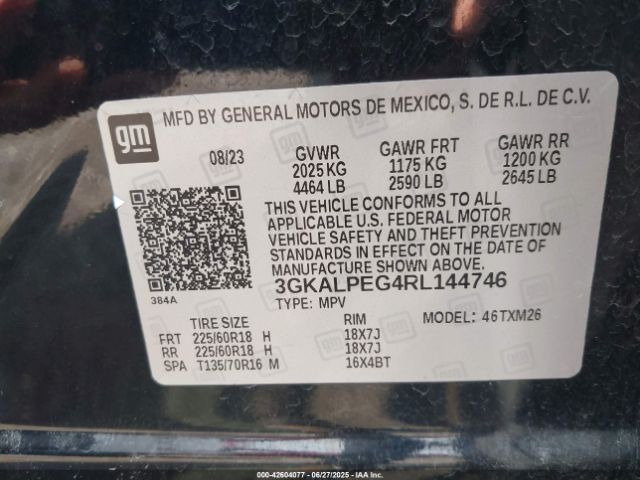 gm
MFD BY GENERAL MOTORS DE MEXICO, S. DE R.L. DE C.V.
08/23 GVWR GAWR FRT GAWR RR
2025 KG 1175 KG 1200 KG
4464 LB 2590 LB 2645 LB
THIS VEHICLE CONFORMS TO ALL
APPLICABLE U.S. FEDERAL MOTOR
VEHICLE SAFETY AND THEFT PREVENTION
STANDARDS IN EFFECT ON THE DATE OF
MANUFACTURE SHOWN ABOVE.
384A
3GKALPEG4RL144746
TYPE: MPV MODEL: 46TXM26
TIRE SIZE RIM
FRT 225/60R18 H 18X7J
RR 225/60R18 H 18X7J
SPA T135/70R16 M 16X4BT
000-42604077 - 06/27/2025 - IAAI.COM